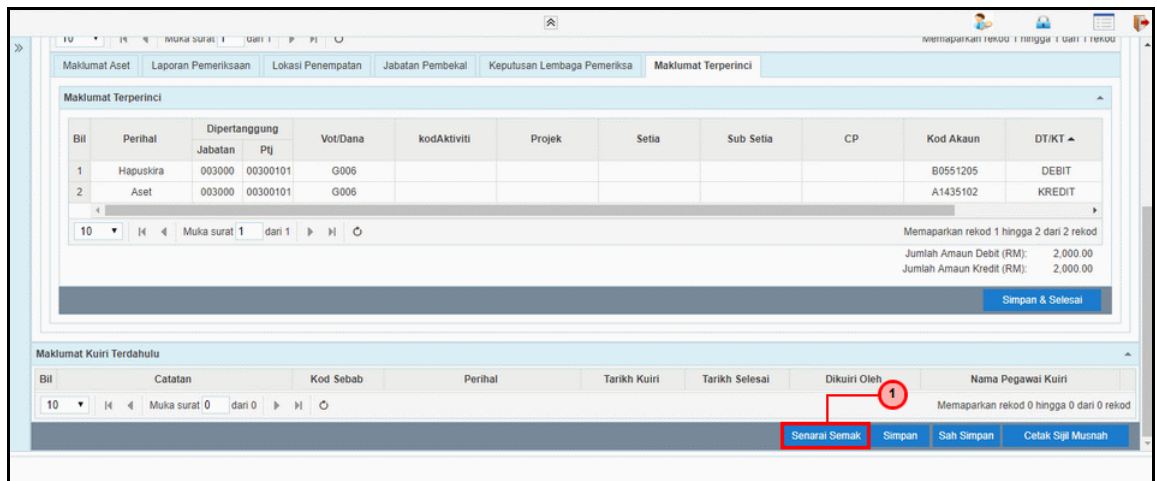 10 Muka surat 1 dari 1 Memaparkan rekod 1 hingga 1 dari 1 rekod
Maklumat Aset Laporan Pemeriksaan Lokasi Penempatan Jabatan Pembekal Keputusan Lembaga Pemeriksa Maklumat Terperinci
Maklumat Terperinci
Bil Perihal Dipertanggung Vot/Dana kodAktiviti Projek Setia Sub Setia CP Kod Akaun DT/KT
Jabatan Ptj
1 Hapuskira 003000 00300101 G006 B0551205 DEBIT
2 Aset 003000 00300101 G006 A1435102 KREDIT
10 Muka surat 1 dari 1 Memaparkan rekod 1 hingga 2 dari 2 rekod
Jumlah Amaun Debit (RM): 2,000.00
Jumlah Amaun Kredit (RM): 2,000.00
Simpan & Selesai
Maklumat Kuiri Terdahulu
Bil Catatan Kod Sebab Perihal Tarikh Kuiri Tarikh Selesai Dikuiri Oleh Nama Pegawai Kuiri
1
10 Muka surat 0 dari 0 Memaparkan rekod 0 hingga 0 dari 0 rekod
Senarai Semak Simpan Sah Simpan Cetak Sijil Musnah